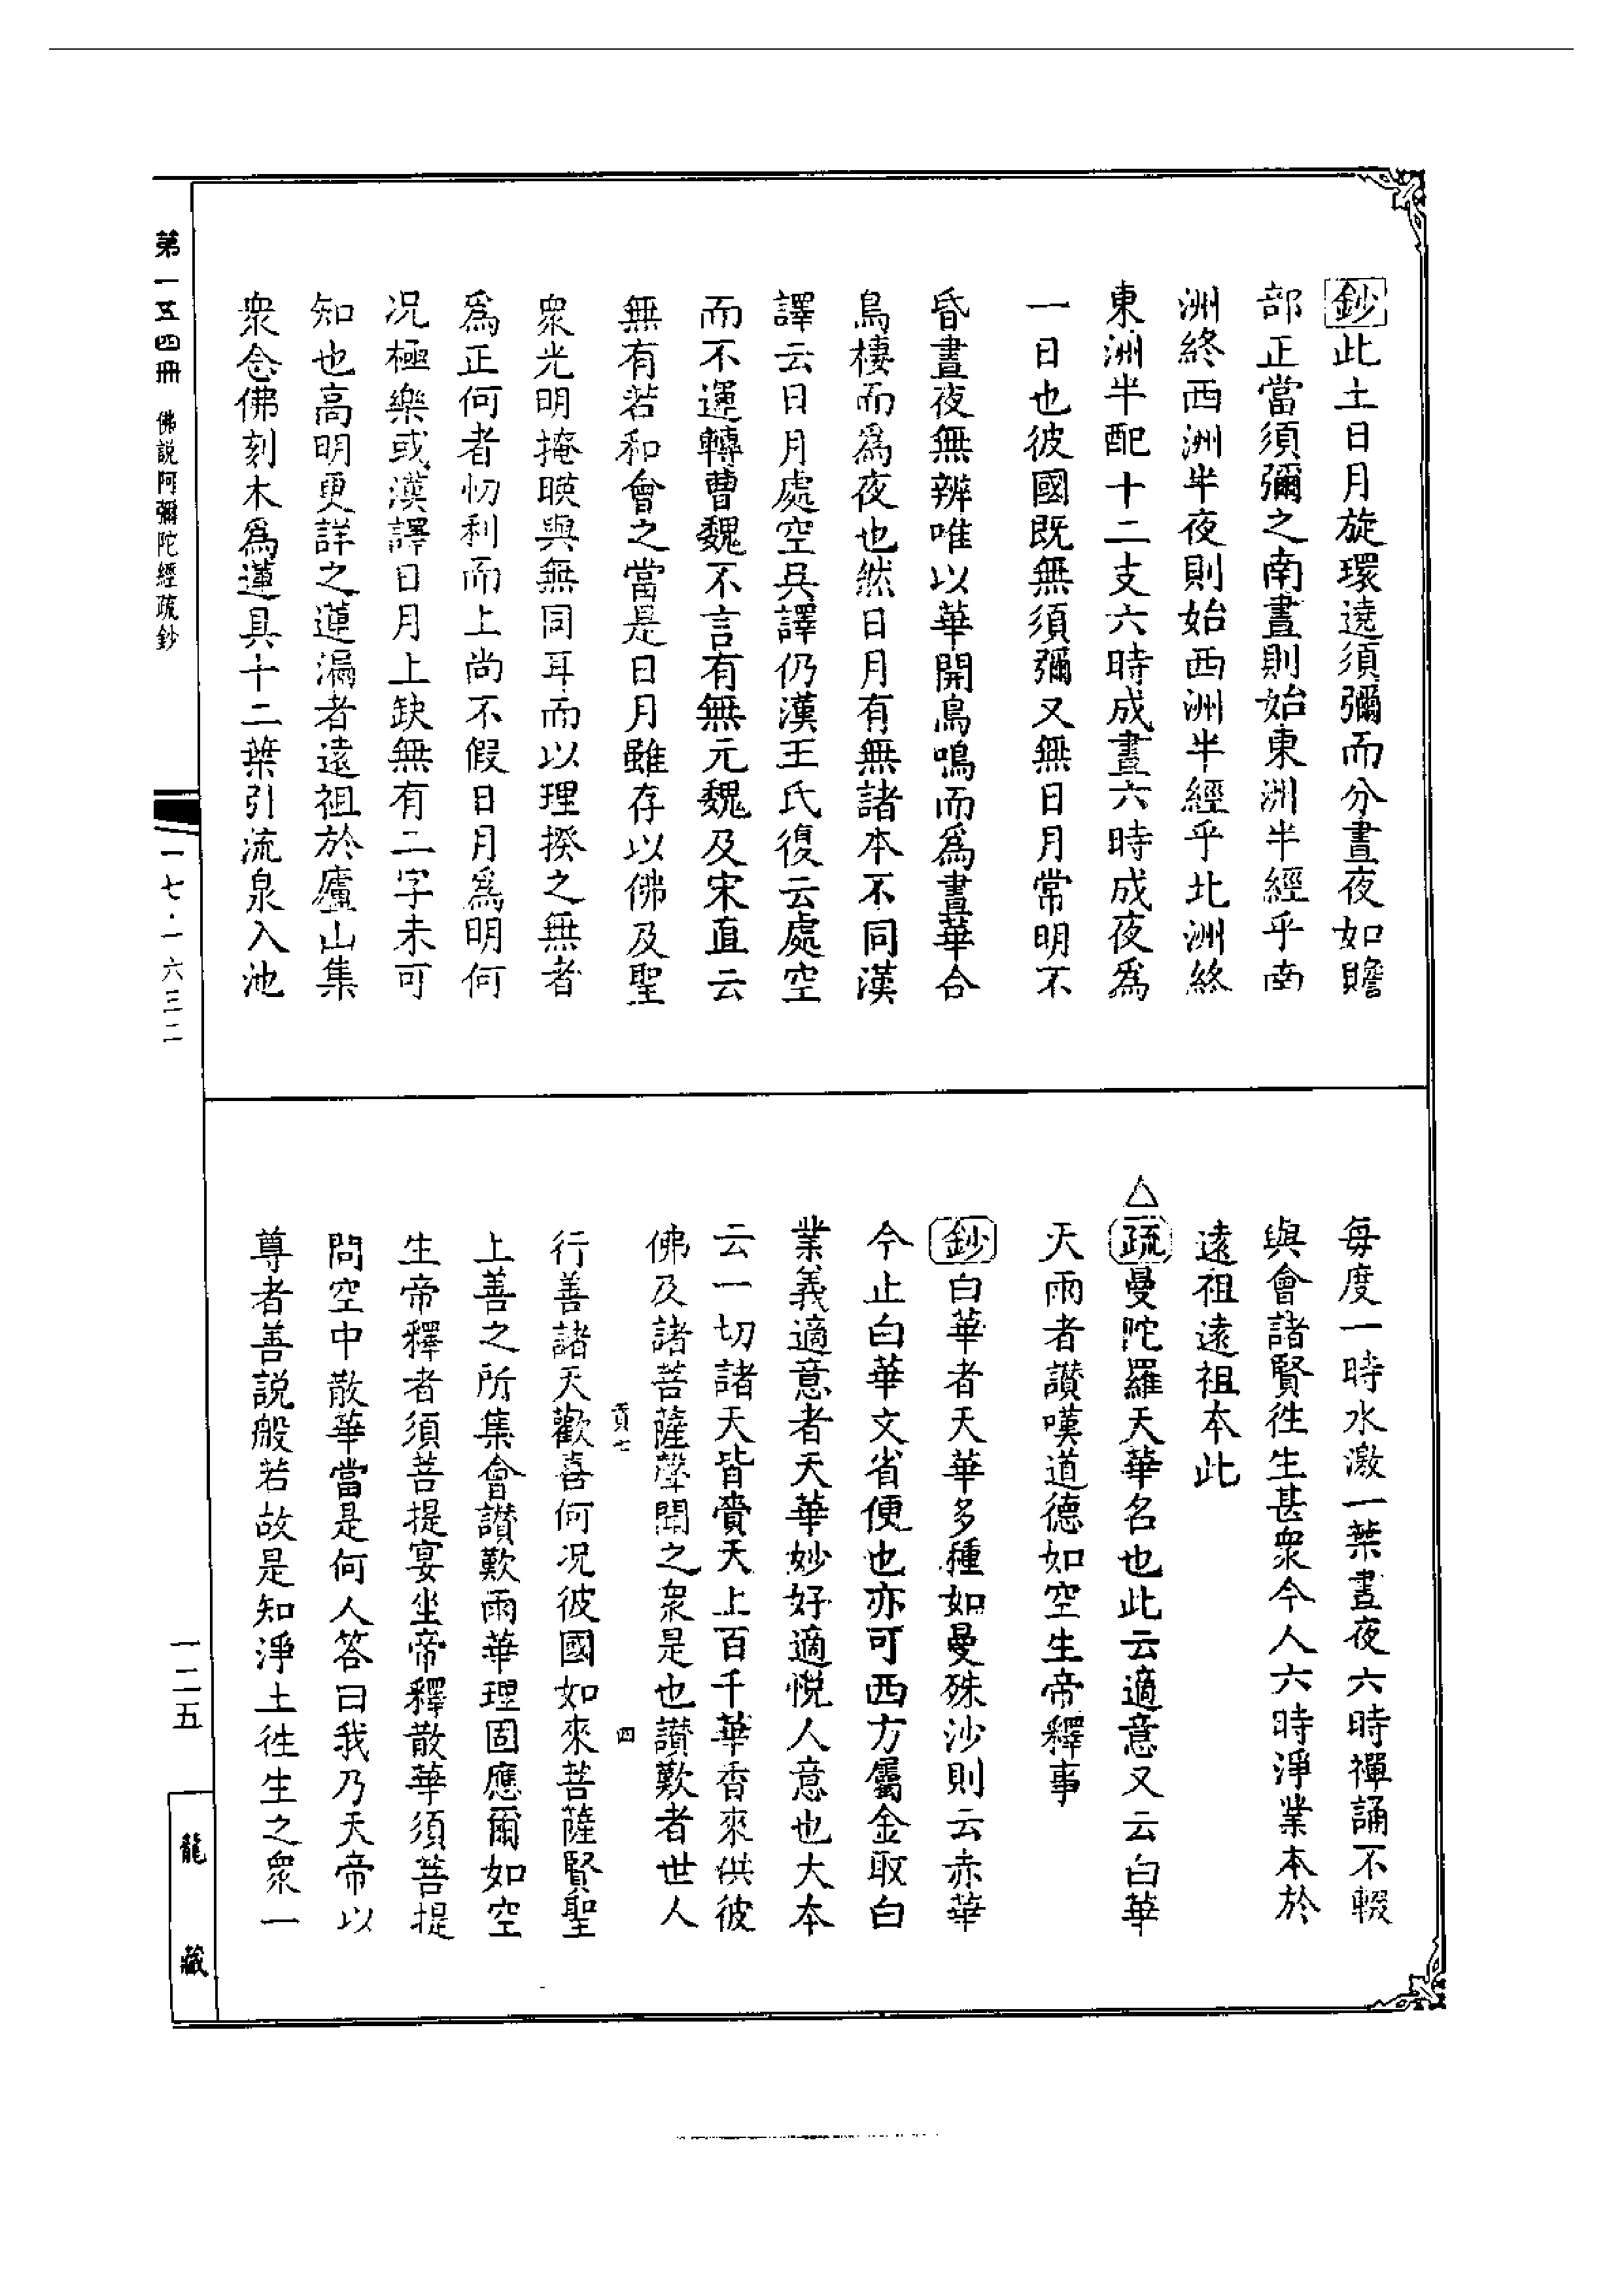 鈔此土日月旋環遶須彌而分晝夜如贍
部正當須彌之南晝則始東洲半經乎南
洲終西洲半夜則始西洲半經乎北洲終
東洲半配十二支六時成晝六時成夜為
一日也彼國既無須彌又無日月常明不
昏晝夜無辨唯以華開鳥鳴而為晝華合
鳥棲而為夜也然日月有無諸本不同漢
譯云日月處空吳譯仍漢王氏復云處空
而不運轉曹魏不言有無元魏及宋直云
無有若和會之當是日月雖存以佛及聖
衆光明掩映與無同耳而以理揆之無者
為正何者忉利而上尚不假日月為明何
况極樂或漢譯日月上缺無有二字未可
知也高明更詳之蓮漏者遠祖於廬山集
衆念佛刻木為蓮具十二葉引流泉入池
每度一時水激一葉晝夜六時禪誦不輟
與會諸賢徃生甚衆今人六時淨業本於
遠祖遠祖本此
△疏曼陀羅天華名也此云適意又云白華
天雨者讚嘆道德如空生帝釋事
鈔白華者天華多種如曼殊沙則云赤華
今止白華文省便也亦可西方屬金取白
業義適意者天華妙好適悅人意也大本
云一切諸天皆賷天上百千華香來供彼
佛及諸菩薩聲聞之衆是也讚歎者世人
貢七 四
行善諸天歡喜何况彼國如來菩薩賢聖
上善之所集會讚歎雨華理固應爾如空
生帝釋者須菩提宴坐帝釋散華須菩提
問空中散華當是何人答曰我乃天帝以
尊者善說般若故是知淨土徃生之衆一
第一五四冊 佛說阿彌陀經疏鈔
一七·一六三二
一二五
龍藏